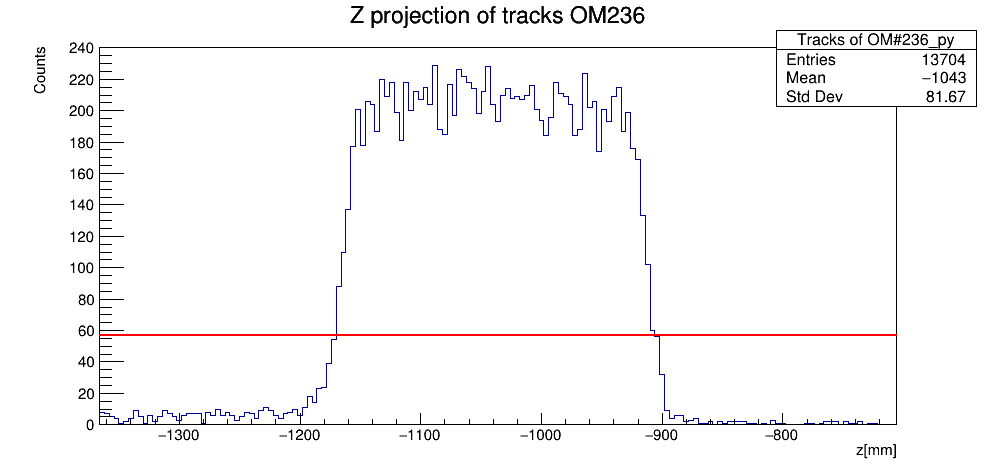 Z projection of tracks OM236
Tracks of OM#236_py
Entries 13704
Mean −1043
Std Dev 81.67
Counts
240
220
200
180
160
140
120
100
80
60
40
20
0
−1300 −1200 −1100 −1000 −900 −800
z[mm]